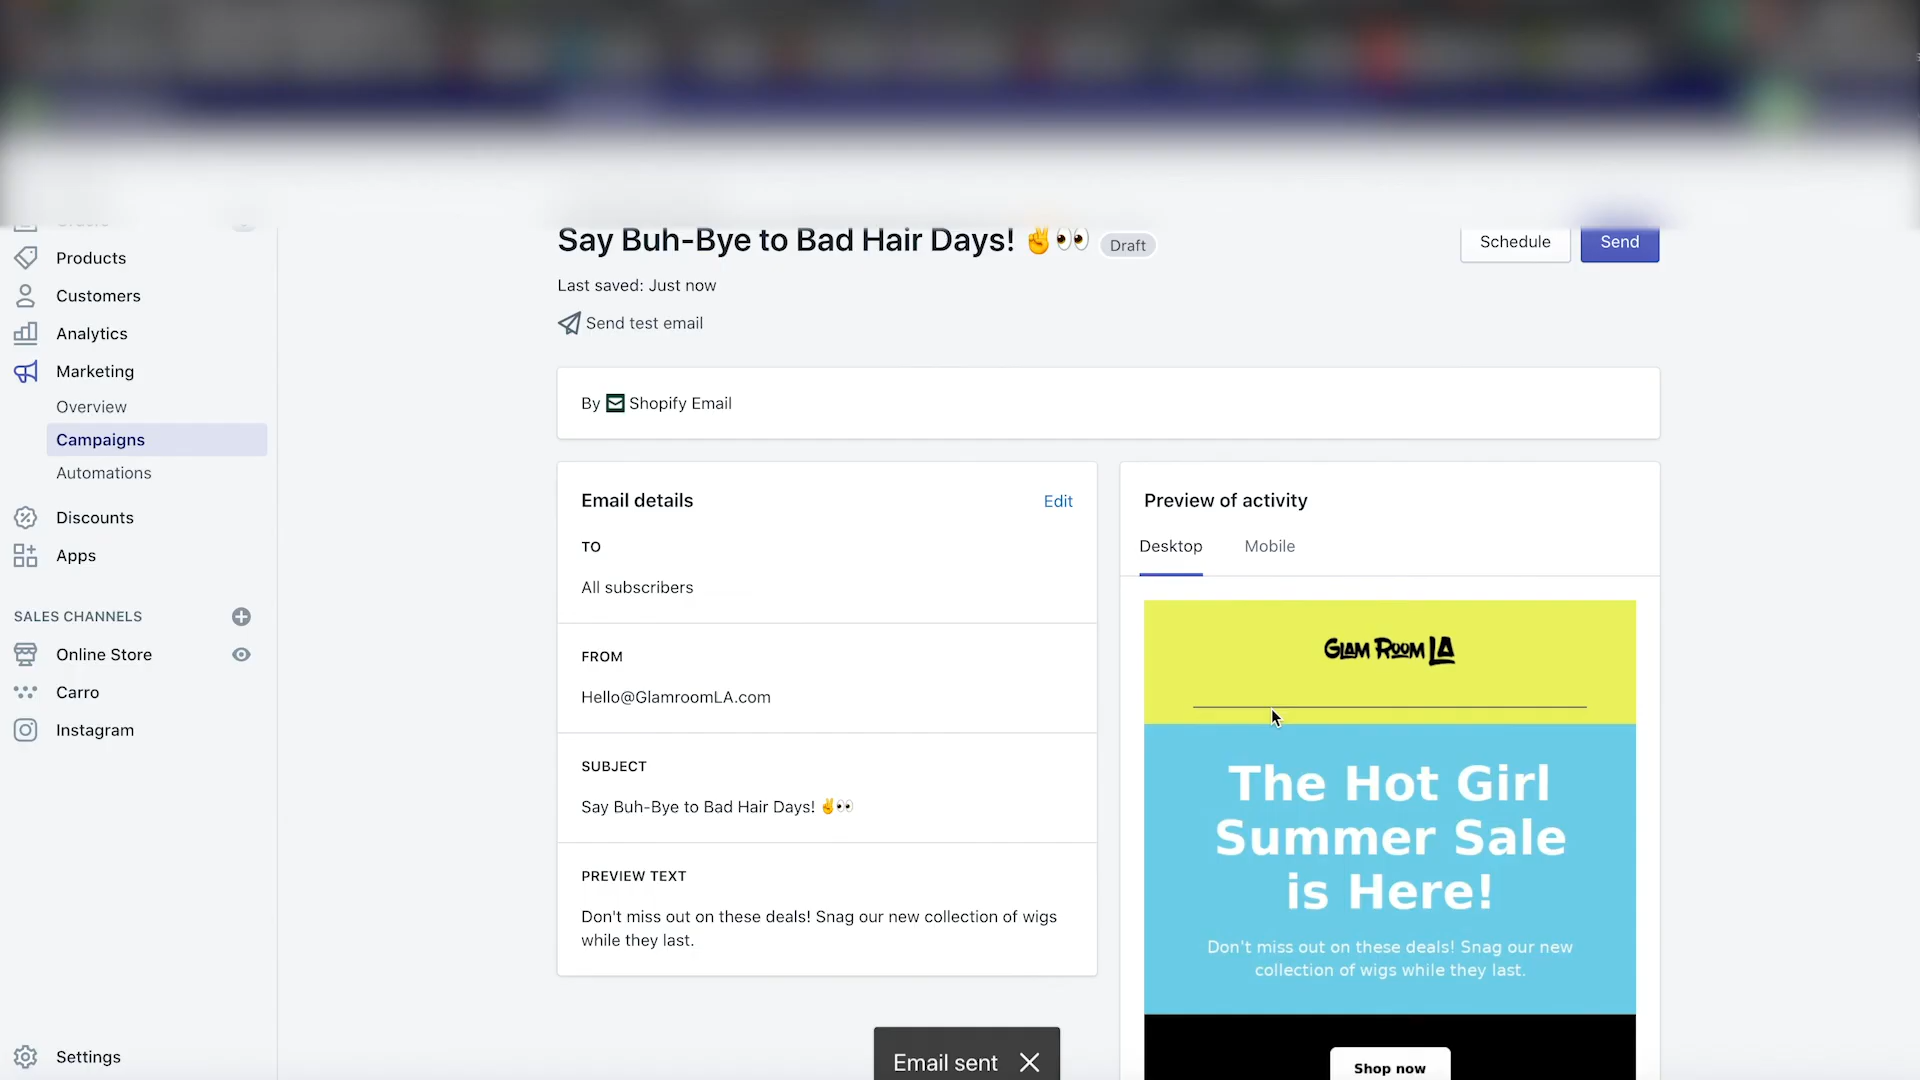 Products
Customers
Analytics
Marketing
Overview
Campaigns
Automations
Discounts
Apps
SALES CHANNELS
Online Store
Carro
Instagram
Settings
Say Buh-Bye to Bad Hair Days! ✌️👀 Draft
Schedule
Send
Last saved: Just now
Send test email
By Shopify Email
Email details
Edit
TO
All subscribers
FROM
Hello@GlamroomLA.com
SUBJECT
Say Buh-Bye to Bad Hair Days! ✌️👀
PREVIEW TEXT
Don't miss out on these deals! Snag our new collection of wigs
while they last.
Preview of activity
Desktop
Mobile
GLAM ROOM LA
The Hot Girl
Summer Sale
is Here!
Don't miss out on these deals! Snag our new
collection of wigs while they last.
Shop now
Email sent